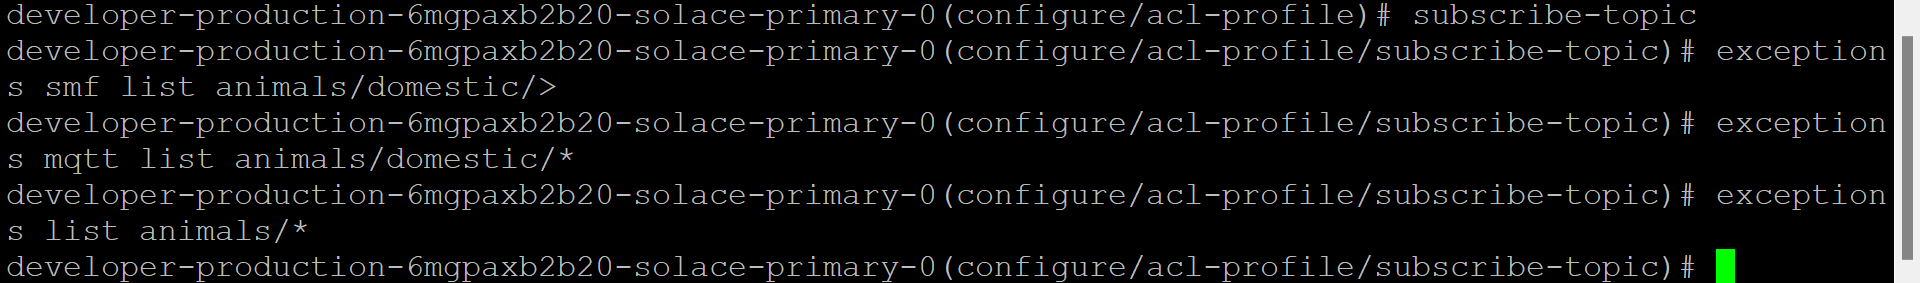 developer-production-6mgpaxb2b20-solace-primary-0(configure/acl-profile)# subscribe-topic
developer-production-6mgpaxb2b20-solace-primary-0(configure/acl-profile/subscribe-topic)# exception
s smf list animals/domestic/>
developer-production-6mgpaxb2b20-solace-primary-0(configure/acl-profile/subscribe-topic)# exception
s mqtt list animals/domestic/*
developer-production-6mgpaxb2b20-solace-primary-0(configure/acl-profile/subscribe-topic)# exception
s list animals/*
developer-production-6mgpaxb2b20-solace-primary-0(configure/acl-profile/subscribe-topic)#